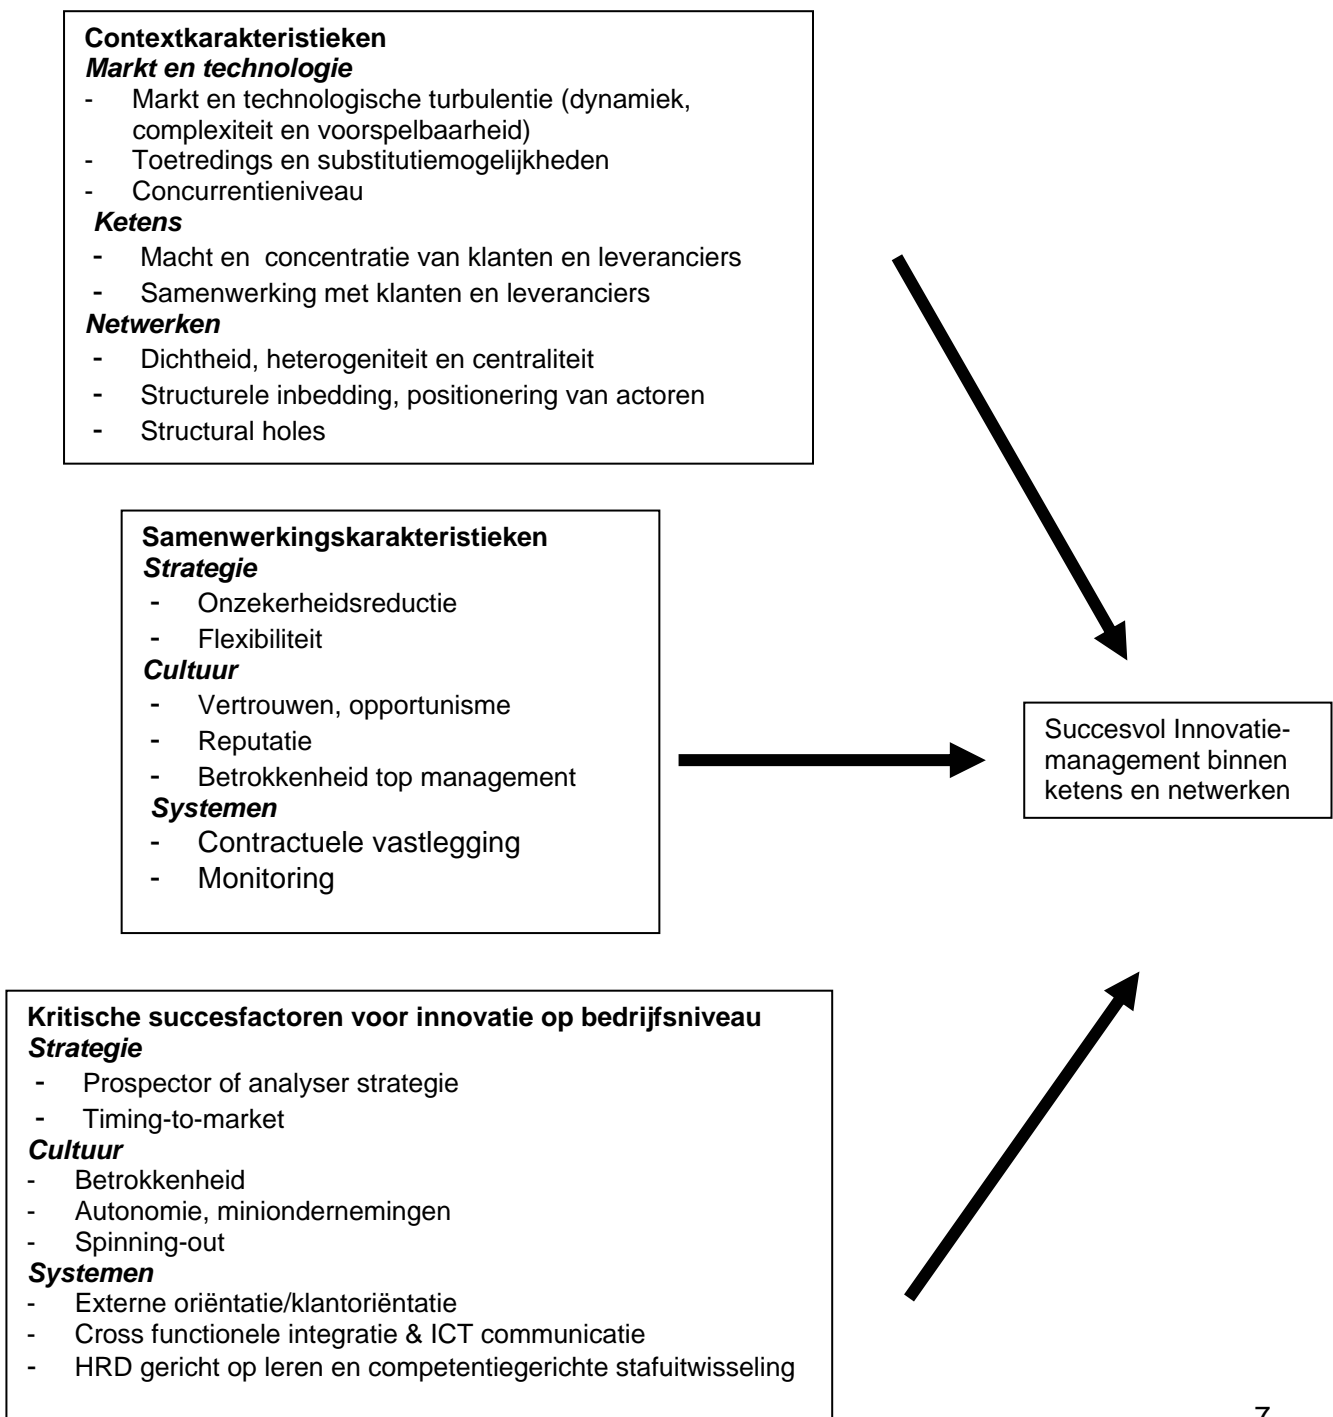 Contextkarakteristieken
Markt en technologie
- Markt en technologische turbulentie (dynamiek,
complexiteit en voorspelbaarheid)
- Toetredings en substitutiemogelijkheden
- Concurrentieniveau
Ketens
- Macht en concentratie van klanten en leveranciers
- Samenwerking met klanten en leveranciers
Netwerken
- Dichtheid, heterogeniteit en centraliteit
- Structurele inbedding, positionering van actoren
- Structural holes
Samenwerkingskarakteristieken
Strategie
- Onzekerheidsreductie
- Flexibiliteit
Cultuur
- Vertrouwen, opportunisme
- Reputatie
- Betrokkenheid top management
Systemen
- Contractuele vastlegging
- Monitoring
Succesvol Innovatie-
management binnen
ketens en netwerken
Kritische succesfactoren voor innovatie op bedrijfsniveau
Strategie
- Prospector of analyser strategie
- Timing-to-market
Cultuur
- Betrokkenheid
- Autonomie, miniondernemingen
- Spinning-out
Systemen
- Externe oriëntatie/klantoriëntatie
- Cross functionele integratie & ICT communicatie
- HRD gericht op leren en competentiegerichte stafuitwisseling
7